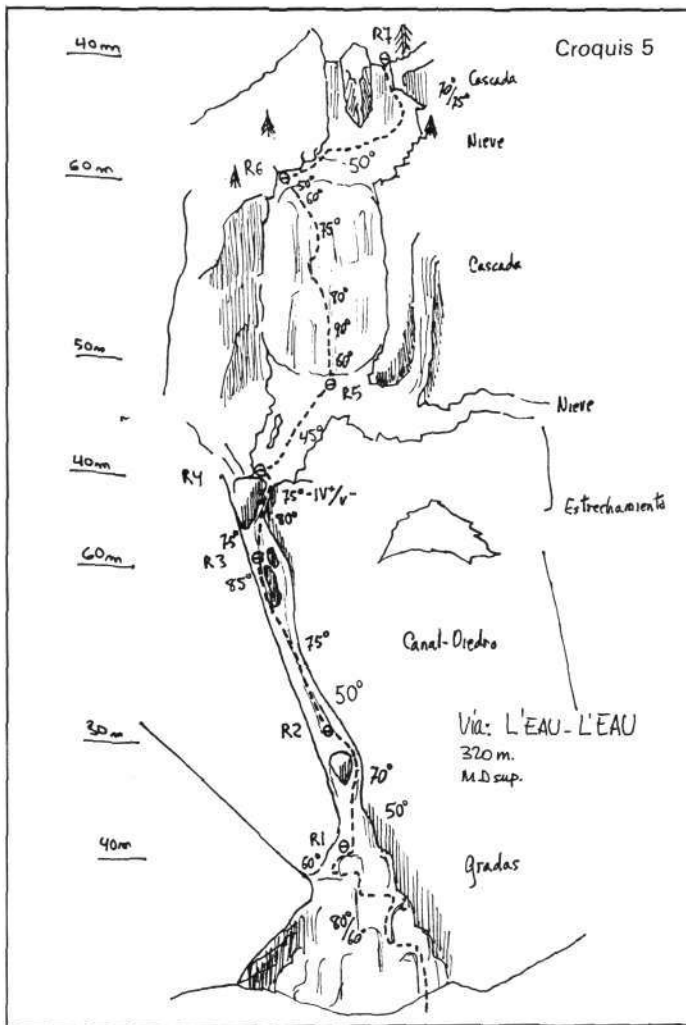 Croquis 5
40m
R7
70°/75°
Cascada
Nieve
50°
R6
60m
50°
60°
75°
Cascada
80°
90°
60°
50m
R5
Nieve
45°
40m
R4
75°-IV+/V-
80°
Estrechamiento
75°
R3
60m
85°
75°
Canal-Diedro
50°
Vía: L'EAU-L'EAU
320 m.
MD sup.
R2
30m
70°
50°
R1
40m
60°
Gradas
80°/60°